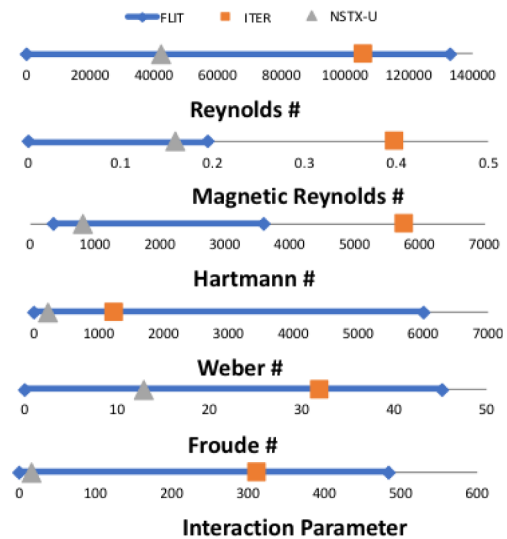 FLIT ITER NSTX-U
0 20000 40000 60000 80000 100000 120000 140000
Reynolds #
0 0.1 0.2 0.3 0.4 0.5
Magnetic Reynolds #
0 1000 2000 3000 4000 5000 6000 7000
Hartmann #
0 1000 2000 3000 4000 5000 6000 7000
Weber #
0 10 20 30 40 50
Froude #
0 100 200 300 400 500 600
Interaction Parameter